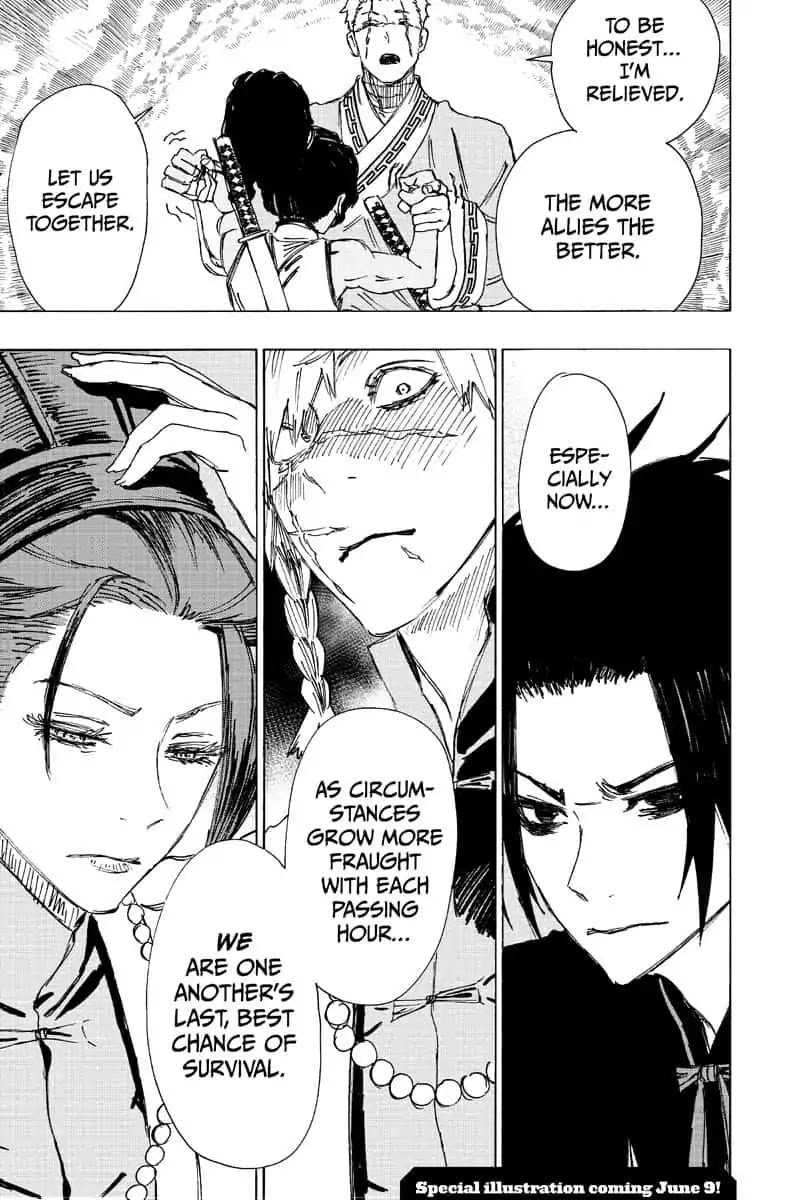 TO BE
HONEST...
I'M
RELIEVED.
THE MORE
ALLIES THE
BETTER.
LET US
ESCAPE
TOGETHER.
ESPE-
CIALLY
NOW...
AS CIRCUM-
STANCES
GROW MORE
FRAUGHT
WITH EACH
PASSING
HOUR...
WE
ARE ONE
ANOTHER'S
LAST, BEST
CHANCE OF
SURVIVAL.
Special illustration coming June 9!